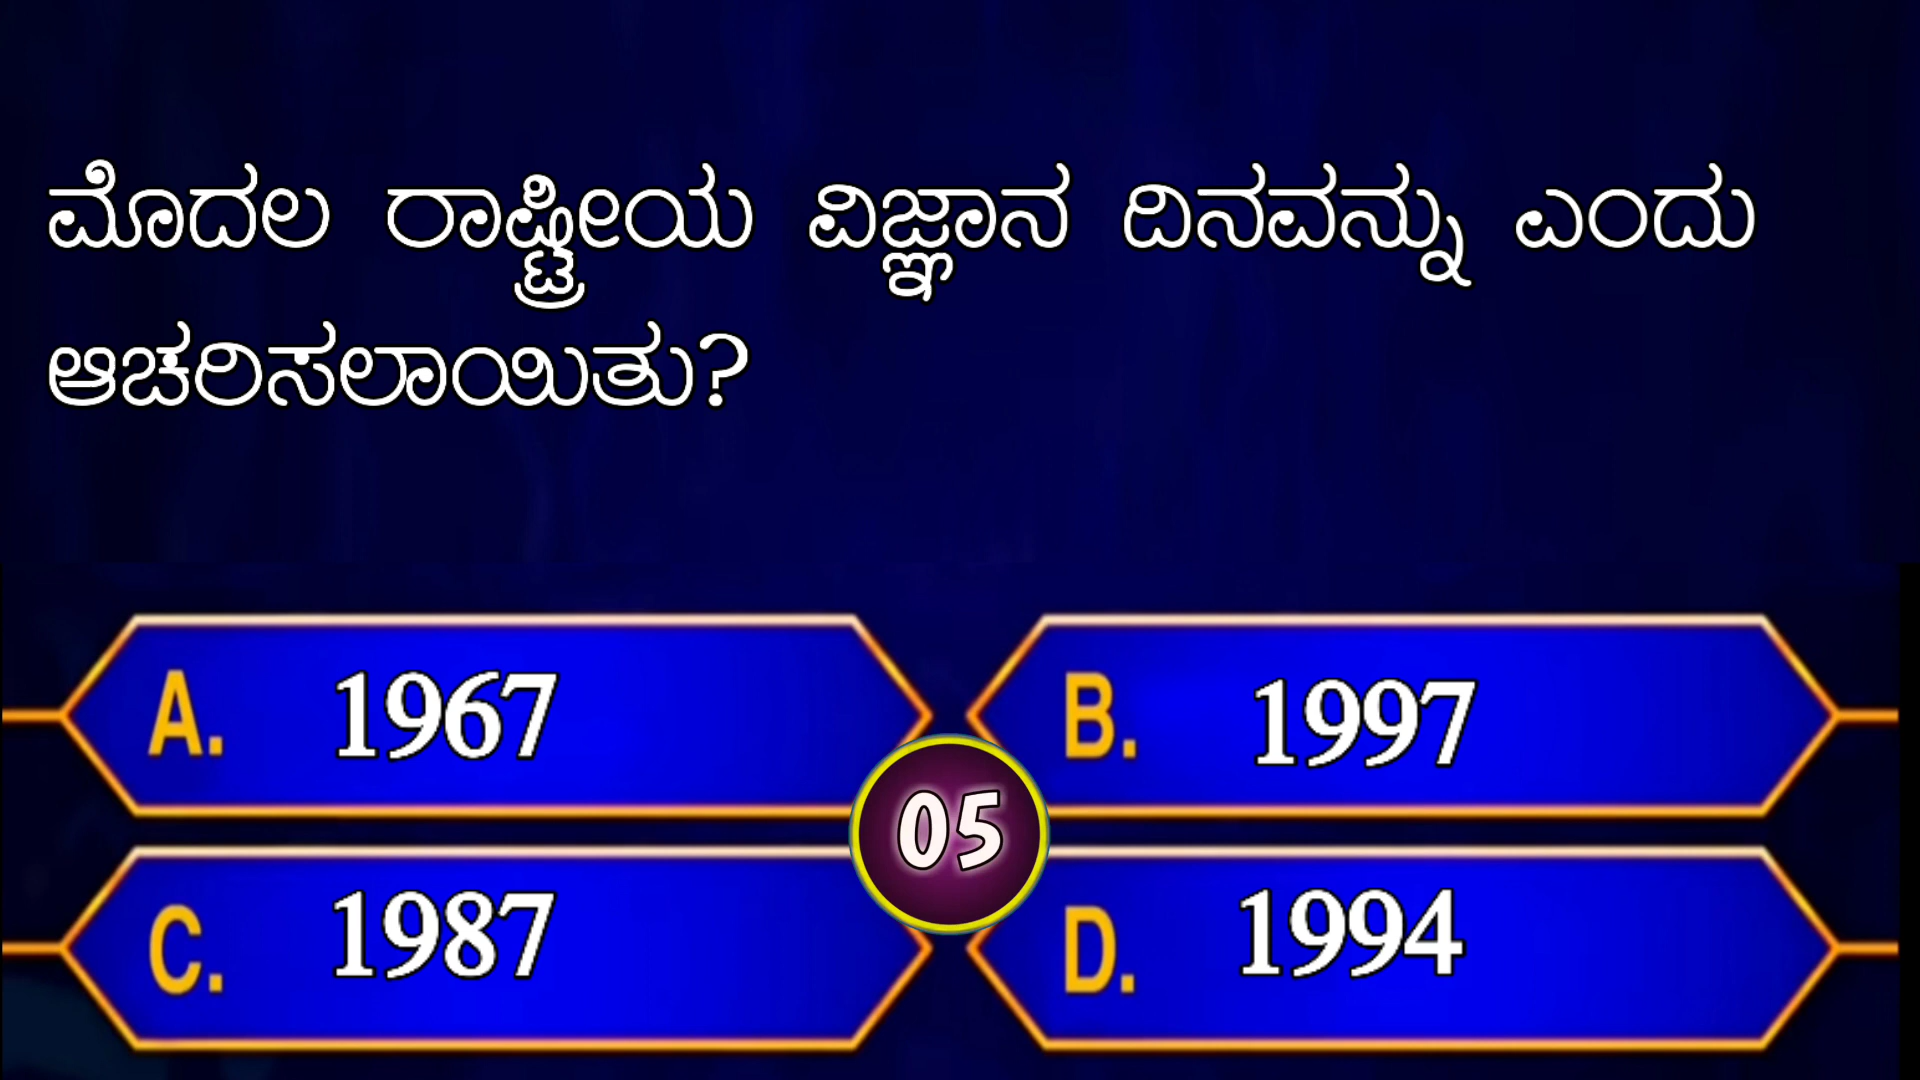 ಮೊದಲ ರಾಷ್ಟ್ರೀಯ ವಿಜ್ಞಾನ ದಿನವನ್ನು ಎಂದು
ಆಚರಿಸಲಾಯಿತು?
A. 1967
B. 1997
05
C. 1987
D. 1994